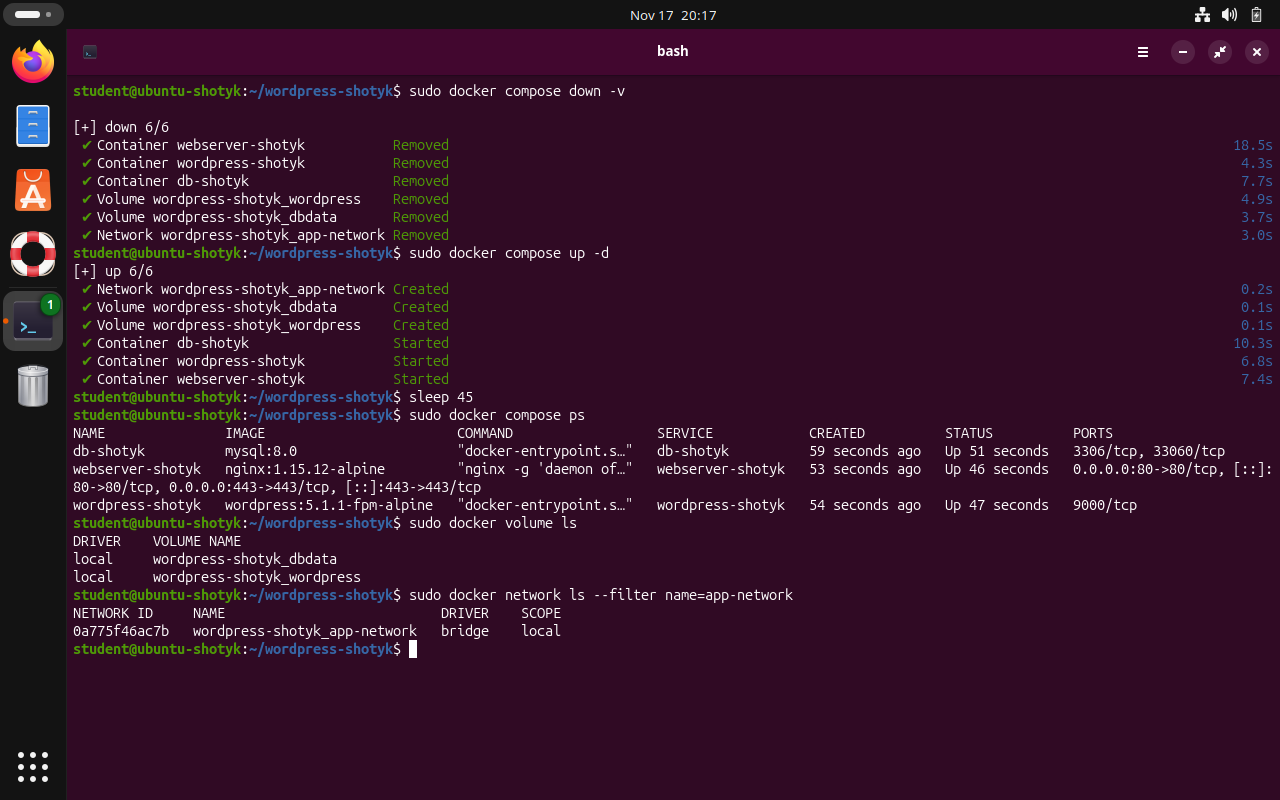 Nov 17 20:17
bash
student@ubuntu-shotyk:~/wordpress-shotyk$ sudo docker compose down -v
[+] down 6/6
✔ Container webserver-shotyk Removed 18.5s
✔ Container wordpress-shotyk Removed 4.3s
✔ Container db-shotyk Removed 7.7s
✔ Volume wordpress-shotyk_wordpress Removed 4.9s
✔ Volume wordpress-shotyk_dbdata Removed 3.7s
✔ Network wordpress-shotyk_app-network Removed 3.0s
student@ubuntu-shotyk:~/wordpress-shotyk$ sudo docker compose up -d
[+] up 6/6
✔ Network wordpress-shotyk_app-network Created 0.2s
✔ Volume wordpress-shotyk_dbdata Created 0.1s
✔ Volume wordpress-shotyk_wordpress Created 0.1s
✔ Container db-shotyk Started 10.3s
✔ Container wordpress-shotyk Started 6.8s
✔ Container webserver-shotyk Started 7.4s
student@ubuntu-shotyk:~/wordpress-shotyk$ sleep 45
student@ubuntu-shotyk:~/wordpress-shotyk$ sudo docker compose ps
NAME IMAGE COMMAND SERVICE CREATED STATUS PORTS
db-shotyk mysql:8.0 "docker-entrypoint.s…" db-shotyk 59 seconds ago Up 51 seconds 3306/tcp, 33060/tcp
webserver-shotyk nginx:1.15.12-alpine "nginx -g 'daemon of…" webserver-shotyk 53 seconds ago Up 46 seconds 0.0.0.0:80->80/tcp, [::]:
80->80/tcp, 0.0.0.0:443->443/tcp, [::]:443->443/tcp
wordpress-shotyk wordpress:5.1.1-fpm-alpine "docker-entrypoint.s…" wordpress-shotyk 54 seconds ago Up 47 seconds 9000/tcp
student@ubuntu-shotyk:~/wordpress-shotyk$ sudo docker volume ls
DRIVER VOLUME NAME
local wordpress-shotyk_dbdata
local wordpress-shotyk_wordpress
student@ubuntu-shotyk:~/wordpress-shotyk$ sudo docker network ls --filter name=app-network
NETWORK ID NAME DRIVER SCOPE
0a775f46ac7b wordpress-shotyk_app-network bridge local
student@ubuntu-shotyk:~/wordpress-shotyk$
1